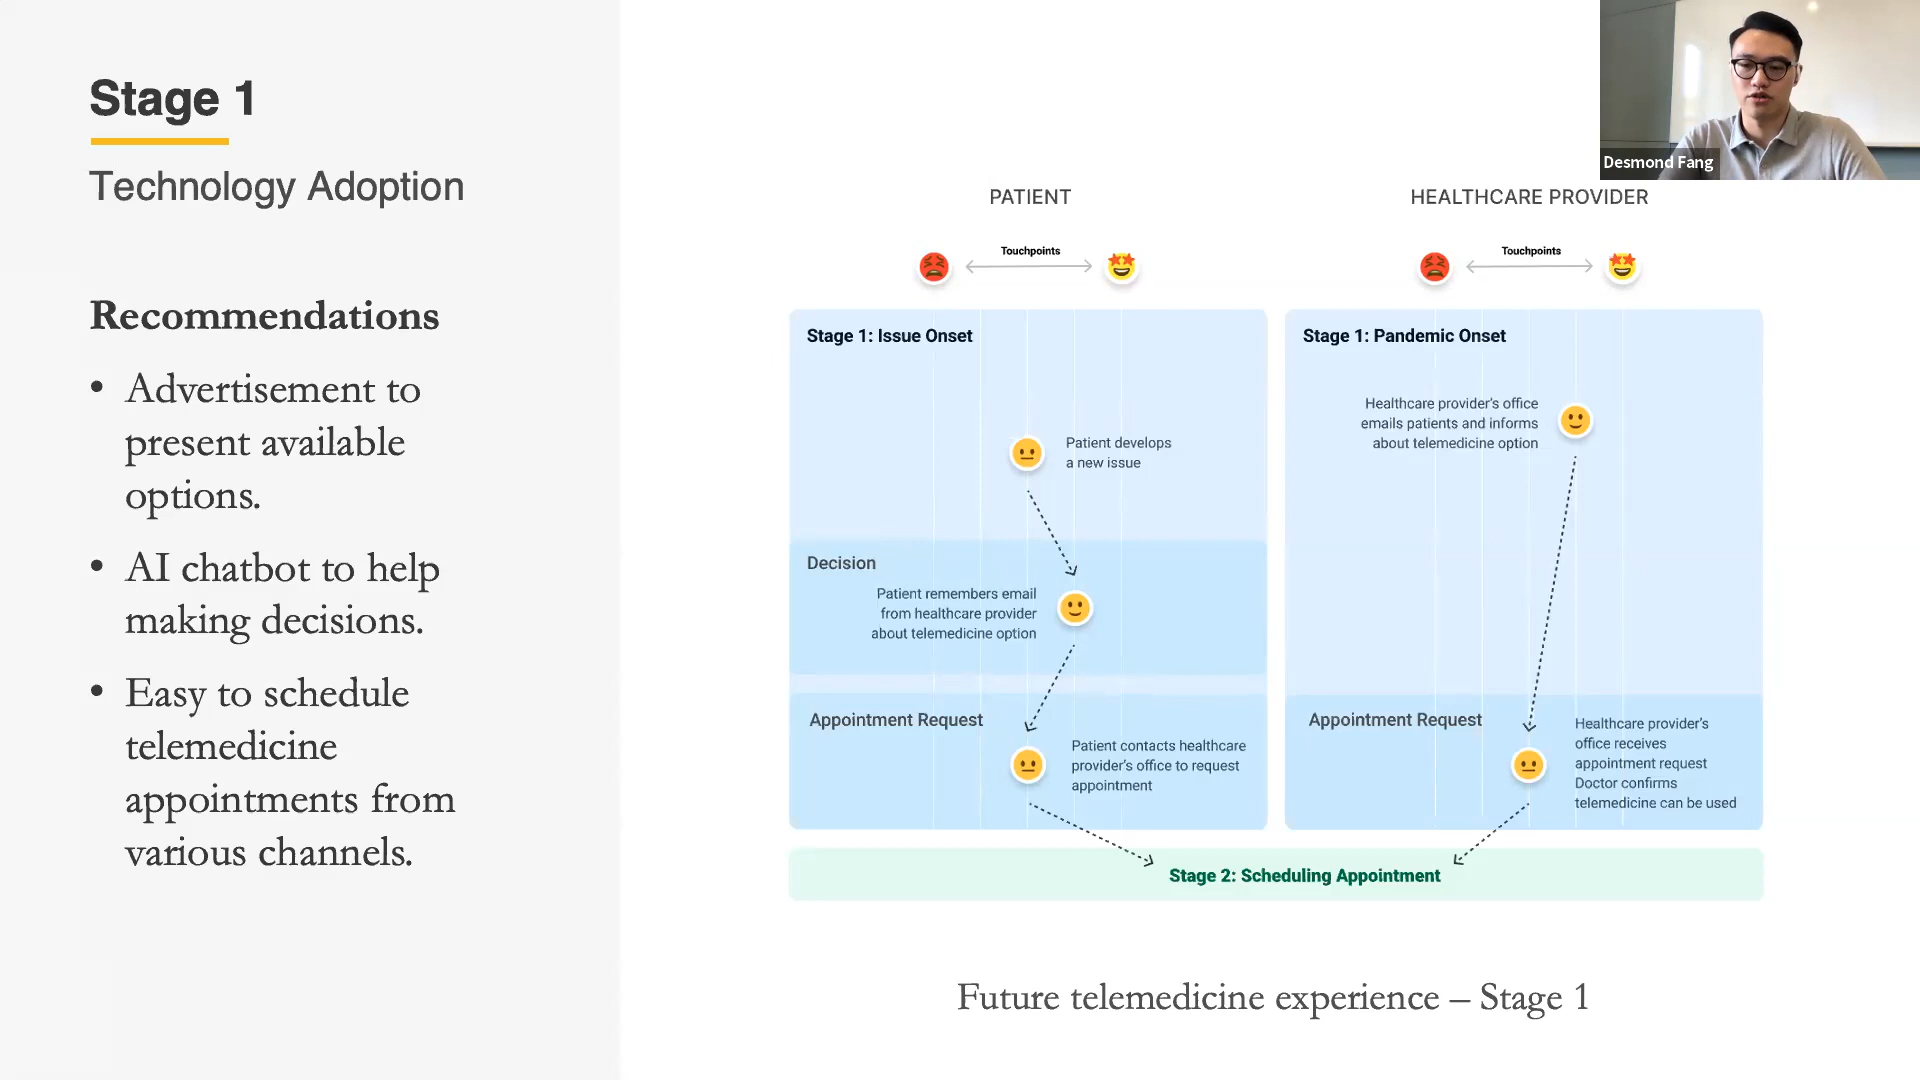 Stage 1
Technology Adoption
Recommendations
• Advertisement to
present available
options.
• AI chatbot to help
making decisions.
• Easy to schedule
telemedicine
appointments from
various channels.
Desmond Fang
PATIENT
Touchpoints
Stage 1: Issue Onset
Patient develops
a new issue
Decision
Patient remembers email
from healthcare provider
about telemedicine option
Appointment Request
Patient contacts healthcare
provider's office to request
appointment
HEALTHCARE PROVIDER
Touchpoints
Stage 1: Pandemic Onset
Healthcare provider's office
emails patients and informs
about telemedicine option
Appointment Request
Healthcare provider's
office receives
appointment request
Doctor confirms
telemedicine can be used
Stage 2: Scheduling Appointment
Future telemedicine experience – Stage 1